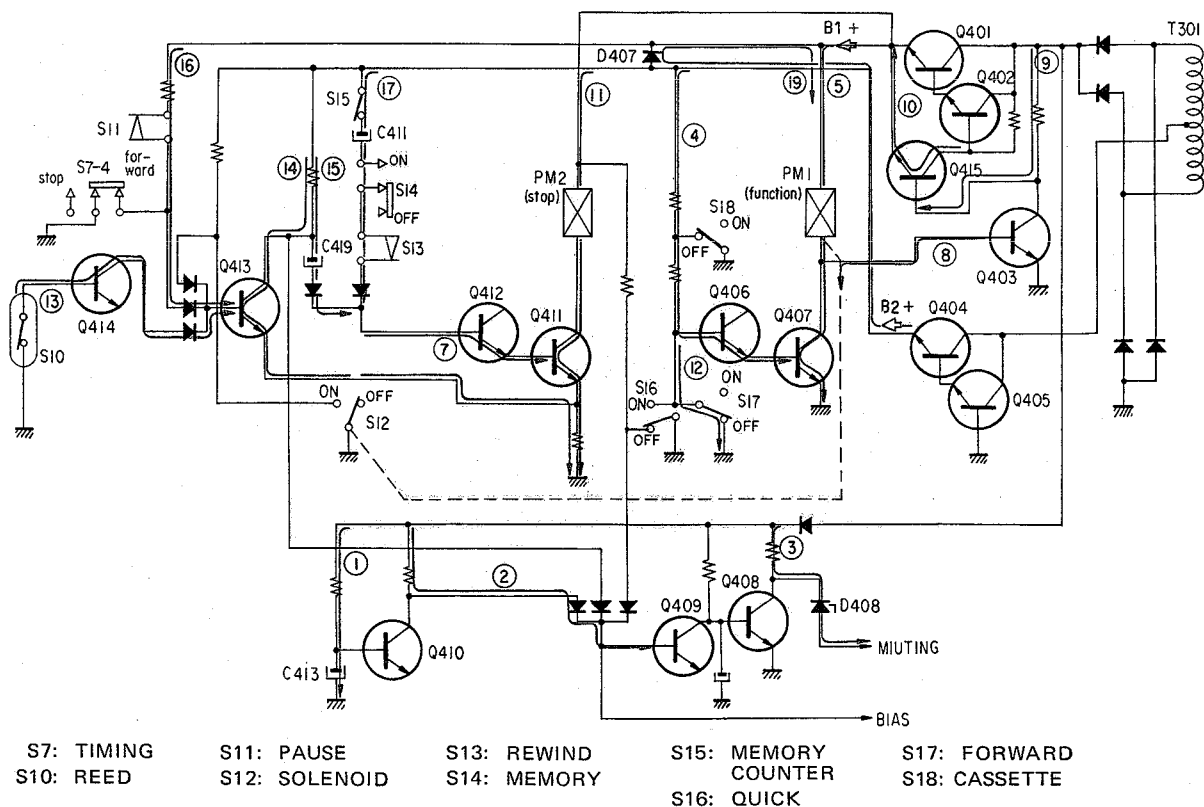 B1+
Q401
T301
D407
Q402
16
S15
17
19
5
9
11
10
C411
S11
4
14
15
ON
Q415
S7-4
for-
ward
stop
PM2
(stop)
PM1
(function)
S14
OFF
S18
ON
C419
S13
OFF
8
Q403
Q413
13
Q414
Q412
Q411
Q406
Q407
B2+
Q404
S10
7
12
ON
OFF
S12
ON
S16
ON
S17
OFF
OFF
Q405
1
2
3
Q408
Q409
D408
Q410
C413
MIUTING
BIAS
S7: TIMING
S11: PAUSE
S13: REWIND
S15: MEMORY
COUNTER
S17: FORWARD
S10: REED
S12: SOLENOID
S14: MEMORY
S18: CASSETTE
S16: QUICK